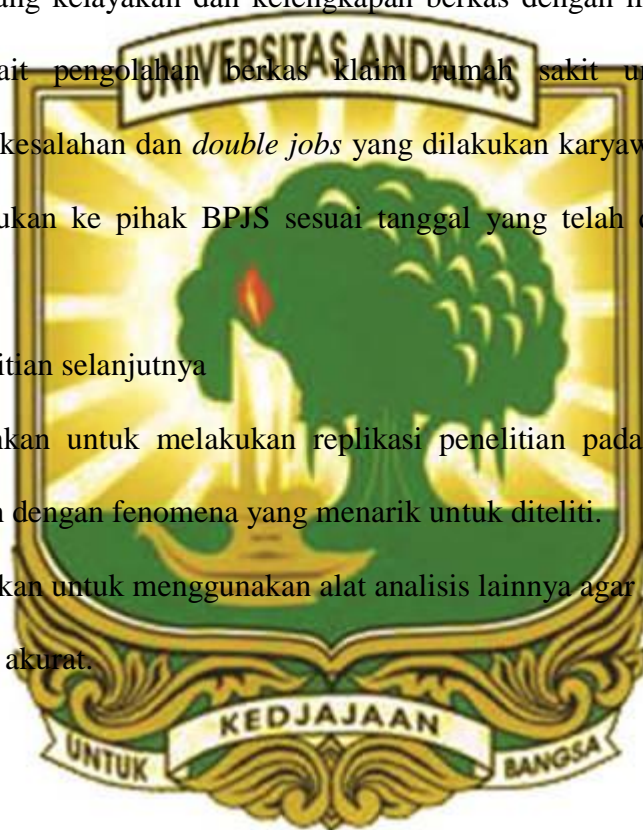 ung kelayakan dan kelengkapan berkas dengan
UNIVERSITAS ANDALAS
ait pengolahan berkas klaim rumah sakit
kesalahan dan double jobs yang dilakukan karyaw
ukan ke pihak BPJS sesuai tanggal yang telah
itian selanjutnya
nkan untuk melakukan replikasi penelitian pada
n dengan fenomena yang menarik untuk diteliti.
kan untuk menggunakan alat analisis lainnya agar
akurat.
KEDJAJAAN
UNTUK
BANGSA